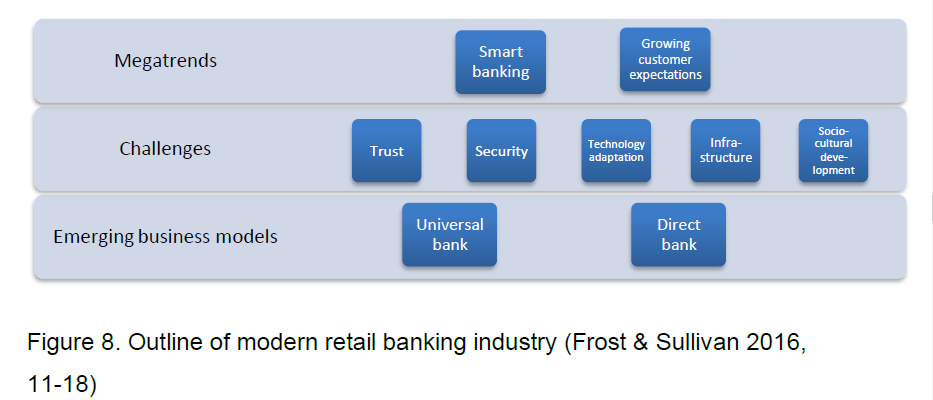 Megatrends
Smart
banking
Growing
customer
expectations
Challenges
Trust
Security
Technology
adaptation
Infra-
structure
Socio-
cultural
deve-
lopment
Emerging business models
Universal
bank
Direct
bank
Figure 8. Outline of modern retail banking industry (Frost & Sullivan 2016,
11-18)